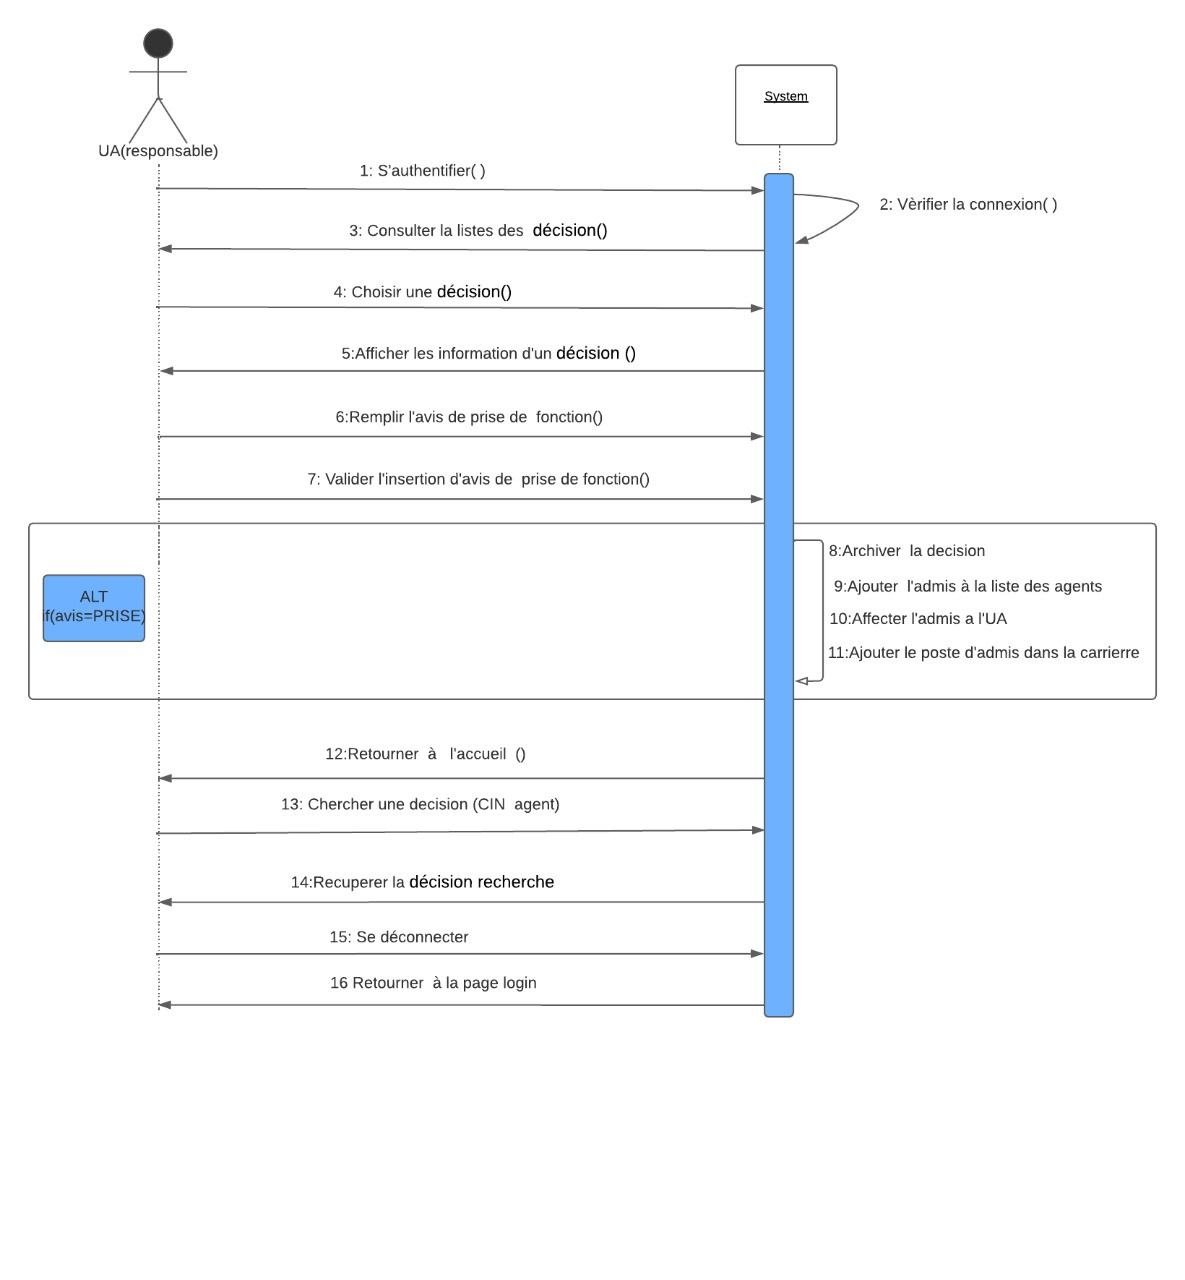 System
UA(responsable)
1: S'authentifier( )
2: Vèrifier la connexion( )
3: Consulter la listes des décision()
4: Choisir une décision()
5:Afficher les information d'un décision ()
6:Remplir l'avis de prise de fonction()
7: Valider l'insertion d'avis de prise de fonction()
8:Archiver la decision
9:Ajouter l'admis à la liste des agents
ALT
if(avis=PRISE)
10:Affecter l'admis a l'UA
11:Ajouter le poste d'admis dans la carrierre
12:Retourner à l'accueil ()
13: Chercher une decision (CIN agent)
14:Recuperer la décision recherche
15: Se déconnecter
16 Retourner à la page login